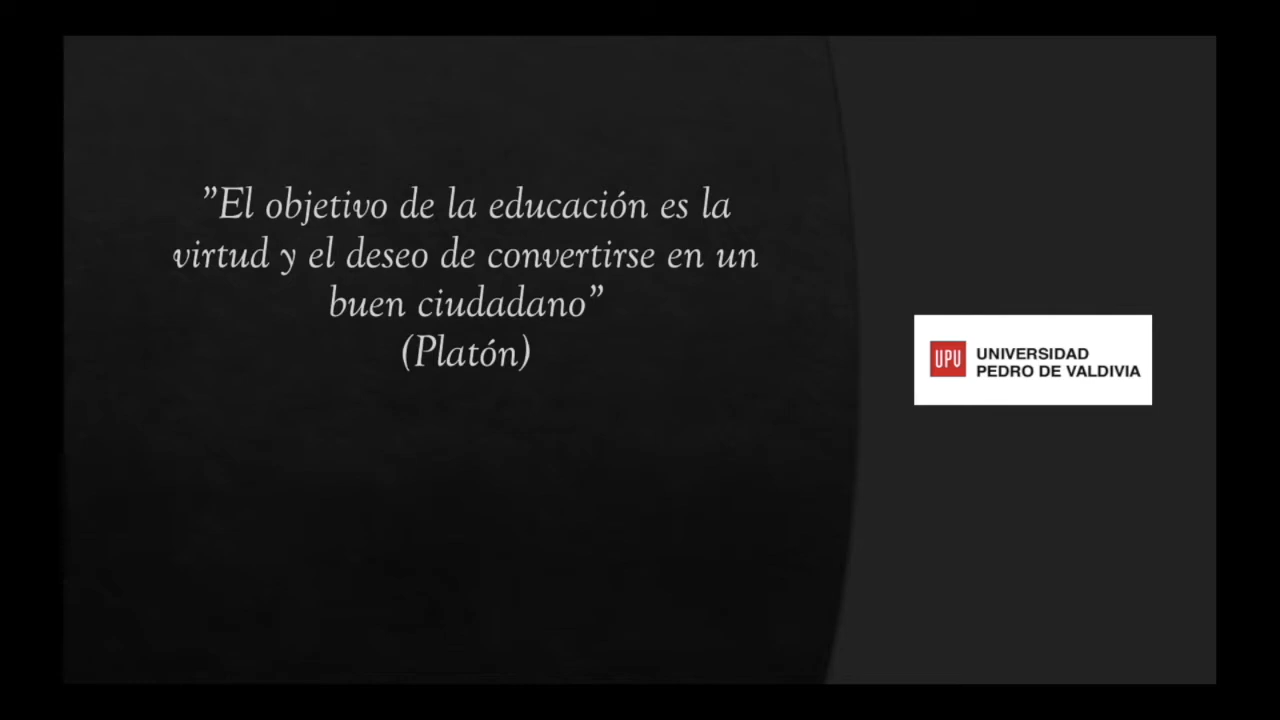 ”El objetivo de la educación es la
virtud y el deseo de convertirse en un
buen ciudadano”
(Platón)
UPV UNIVERSIDAD
PEDRO DE VALDIVIA